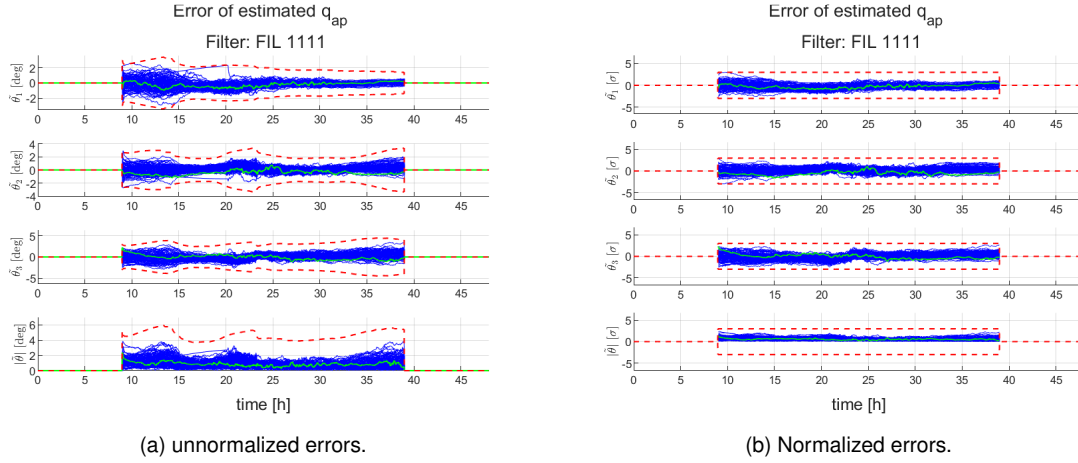 Error of estimated q_ap
Filter: FIL 1111
2
0
-2
θ̃_1 [deg]
0 5 10 15 20 25 30 35 40 45
4
2
0
-2
-4
θ̃_2 [deg]
0 5 10 15 20 25 30 35 40 45
5
0
-5
θ̃_3 [deg]
0 5 10 15 20 25 30 35 40 45
6
4
2
0
|θ̃| [deg]
0 5 10 15 20 25 30 35 40 45
time [h]
(a) unnormalized errors.
Error of estimated q_ap
Filter: FIL 1111
5
0
-5
θ̃_1 [σ]
0 5 10 15 20 25 30 35 40 45
5
0
-5
θ̃_2 [σ]
0 5 10 15 20 25 30 35 40 45
5
0
-5
θ̃_3 [σ]
0 5 10 15 20 25 30 35 40 45
5
0
-5
|θ̃| [σ]
0 5 10 15 20 25 30 35 40 45
time [h]
(b) Normalized errors.